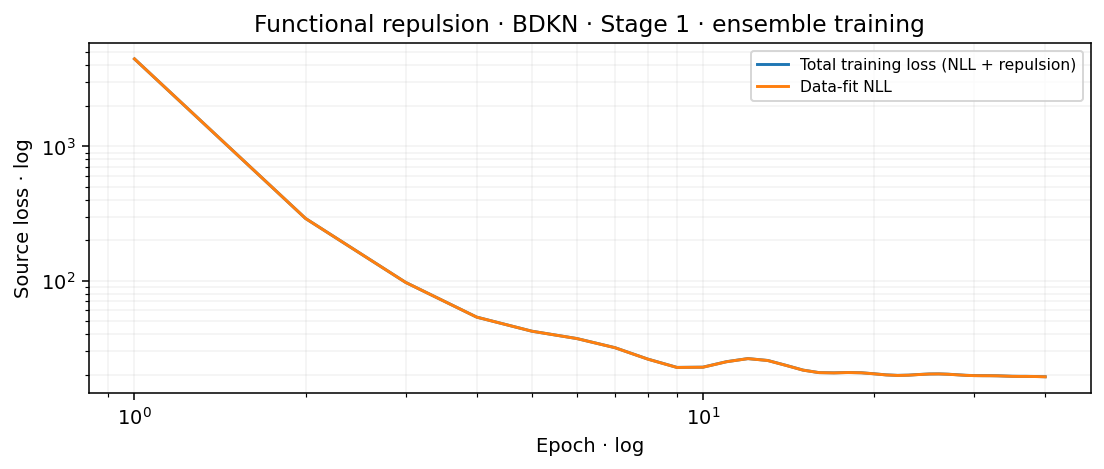 Functional repulsion · BDKN · Stage 1 · ensemble training
Total training loss (NLL + repulsion)
Data-fit NLL
Source loss · log
10³
10²
10⁰
10¹
Epoch · log